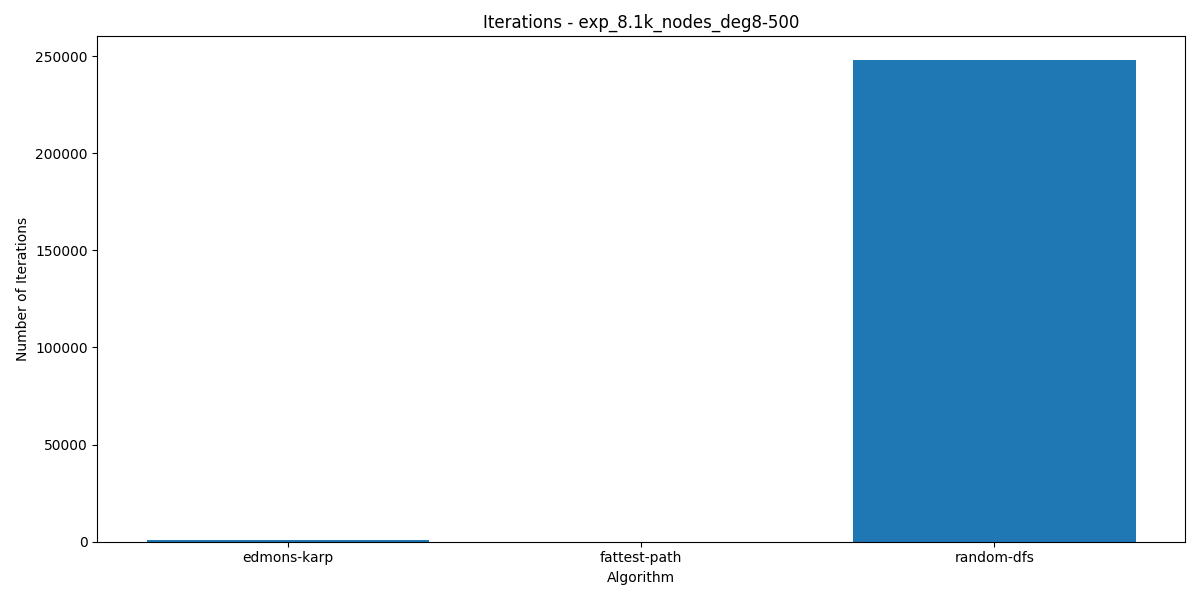 Iterations - exp_8.1k_nodes_deg8-500
250000
200000
150000
100000
50000
0
Number of Iterations
edmons-karp fattest-path random-dfs
Algorithm